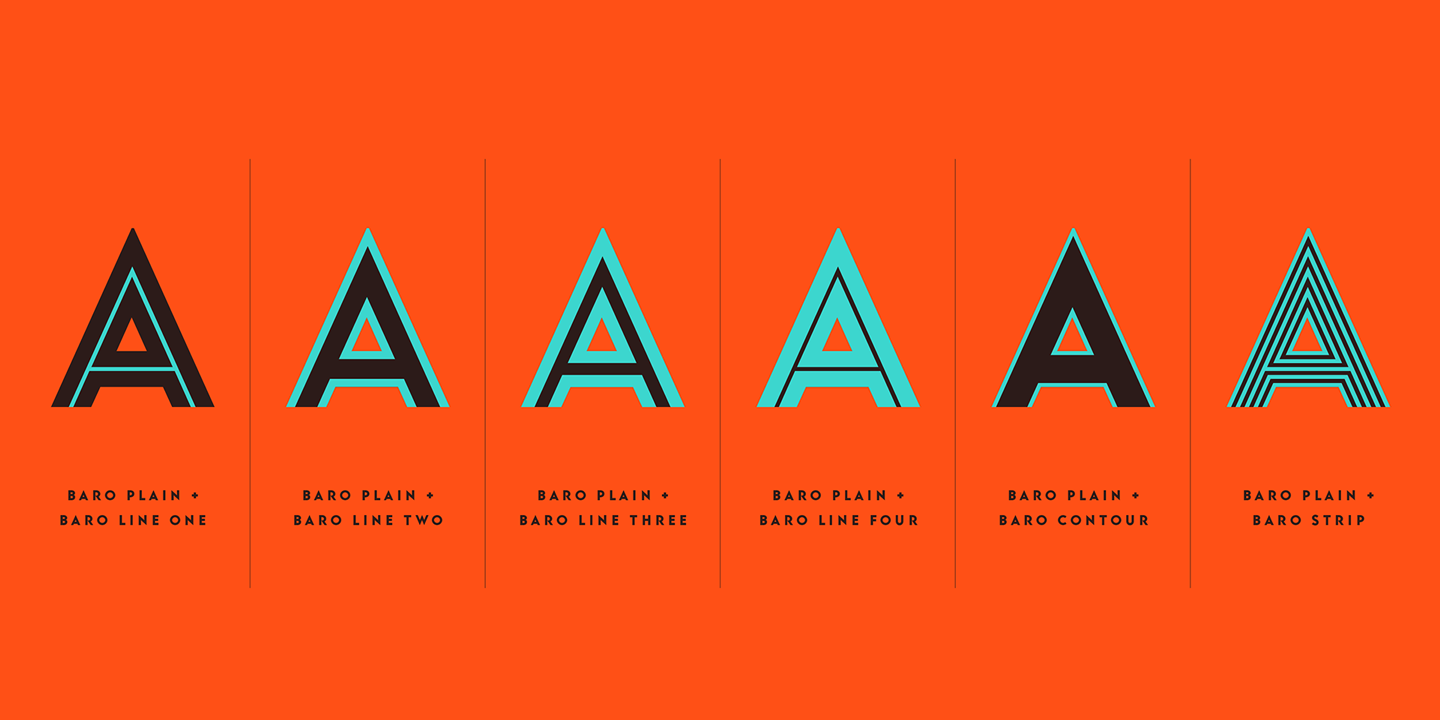 A
BARO PLAIN +
BARO LINE ONE
A
BARO PLAIN +
BARO LINE TWO
A
BARO PLAIN +
BARO LINE THREE
A
BARO PLAIN +
BARO LINE FOUR
A
BARO PLAIN +
BARO CONTOUR
A
BARO PLAIN +
BARO STRIP